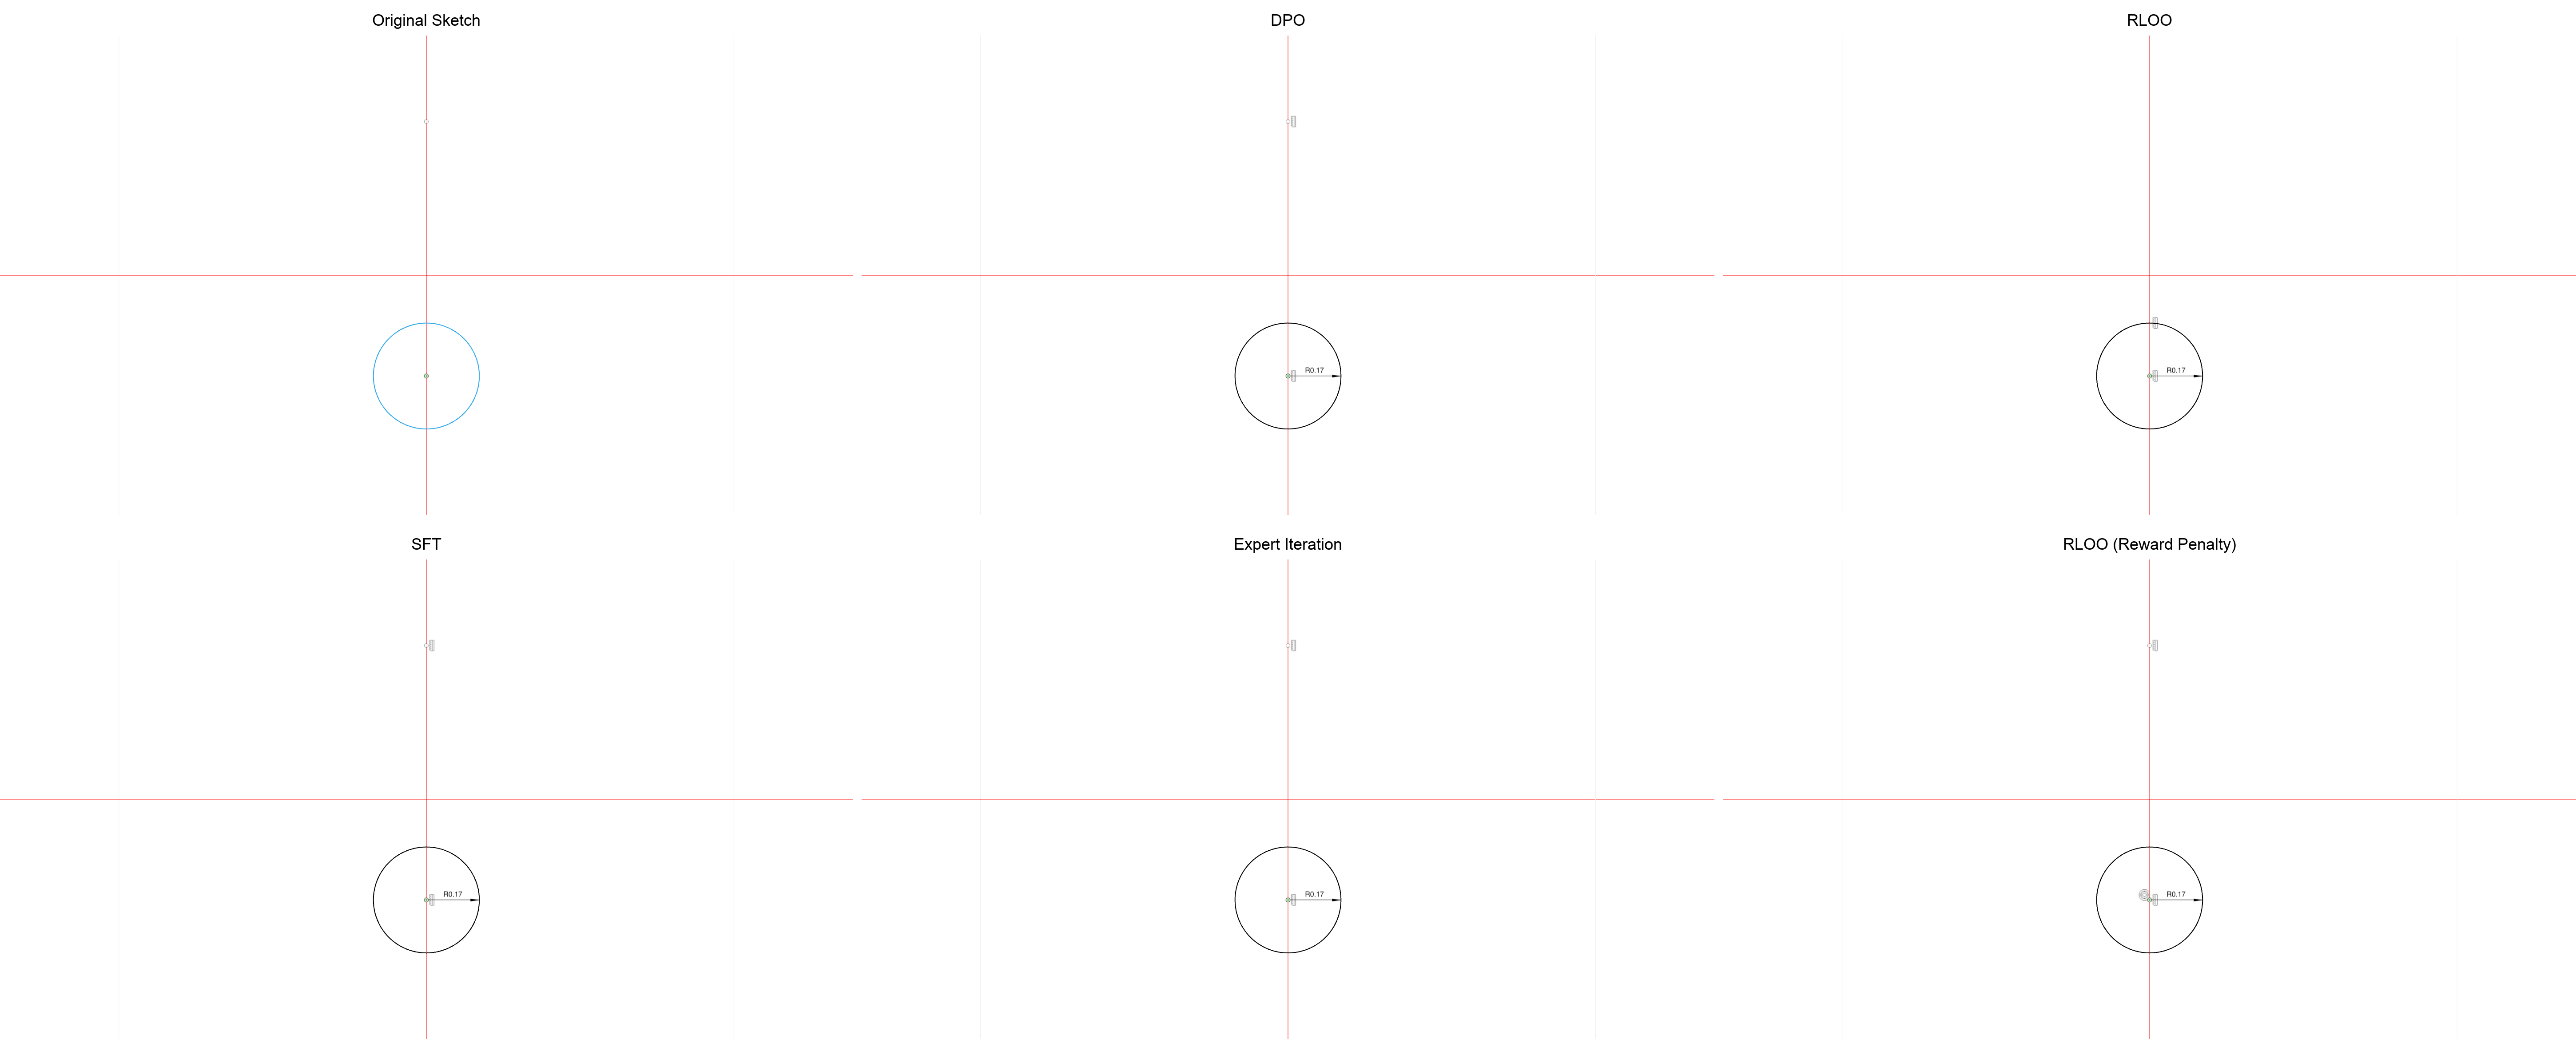 Original Sketch
DPO
RLOO
R0.17
R0.17
SFT
Expert Iteration
RLOO (Reward Penalty)
R0.17
R0.17
R0.17